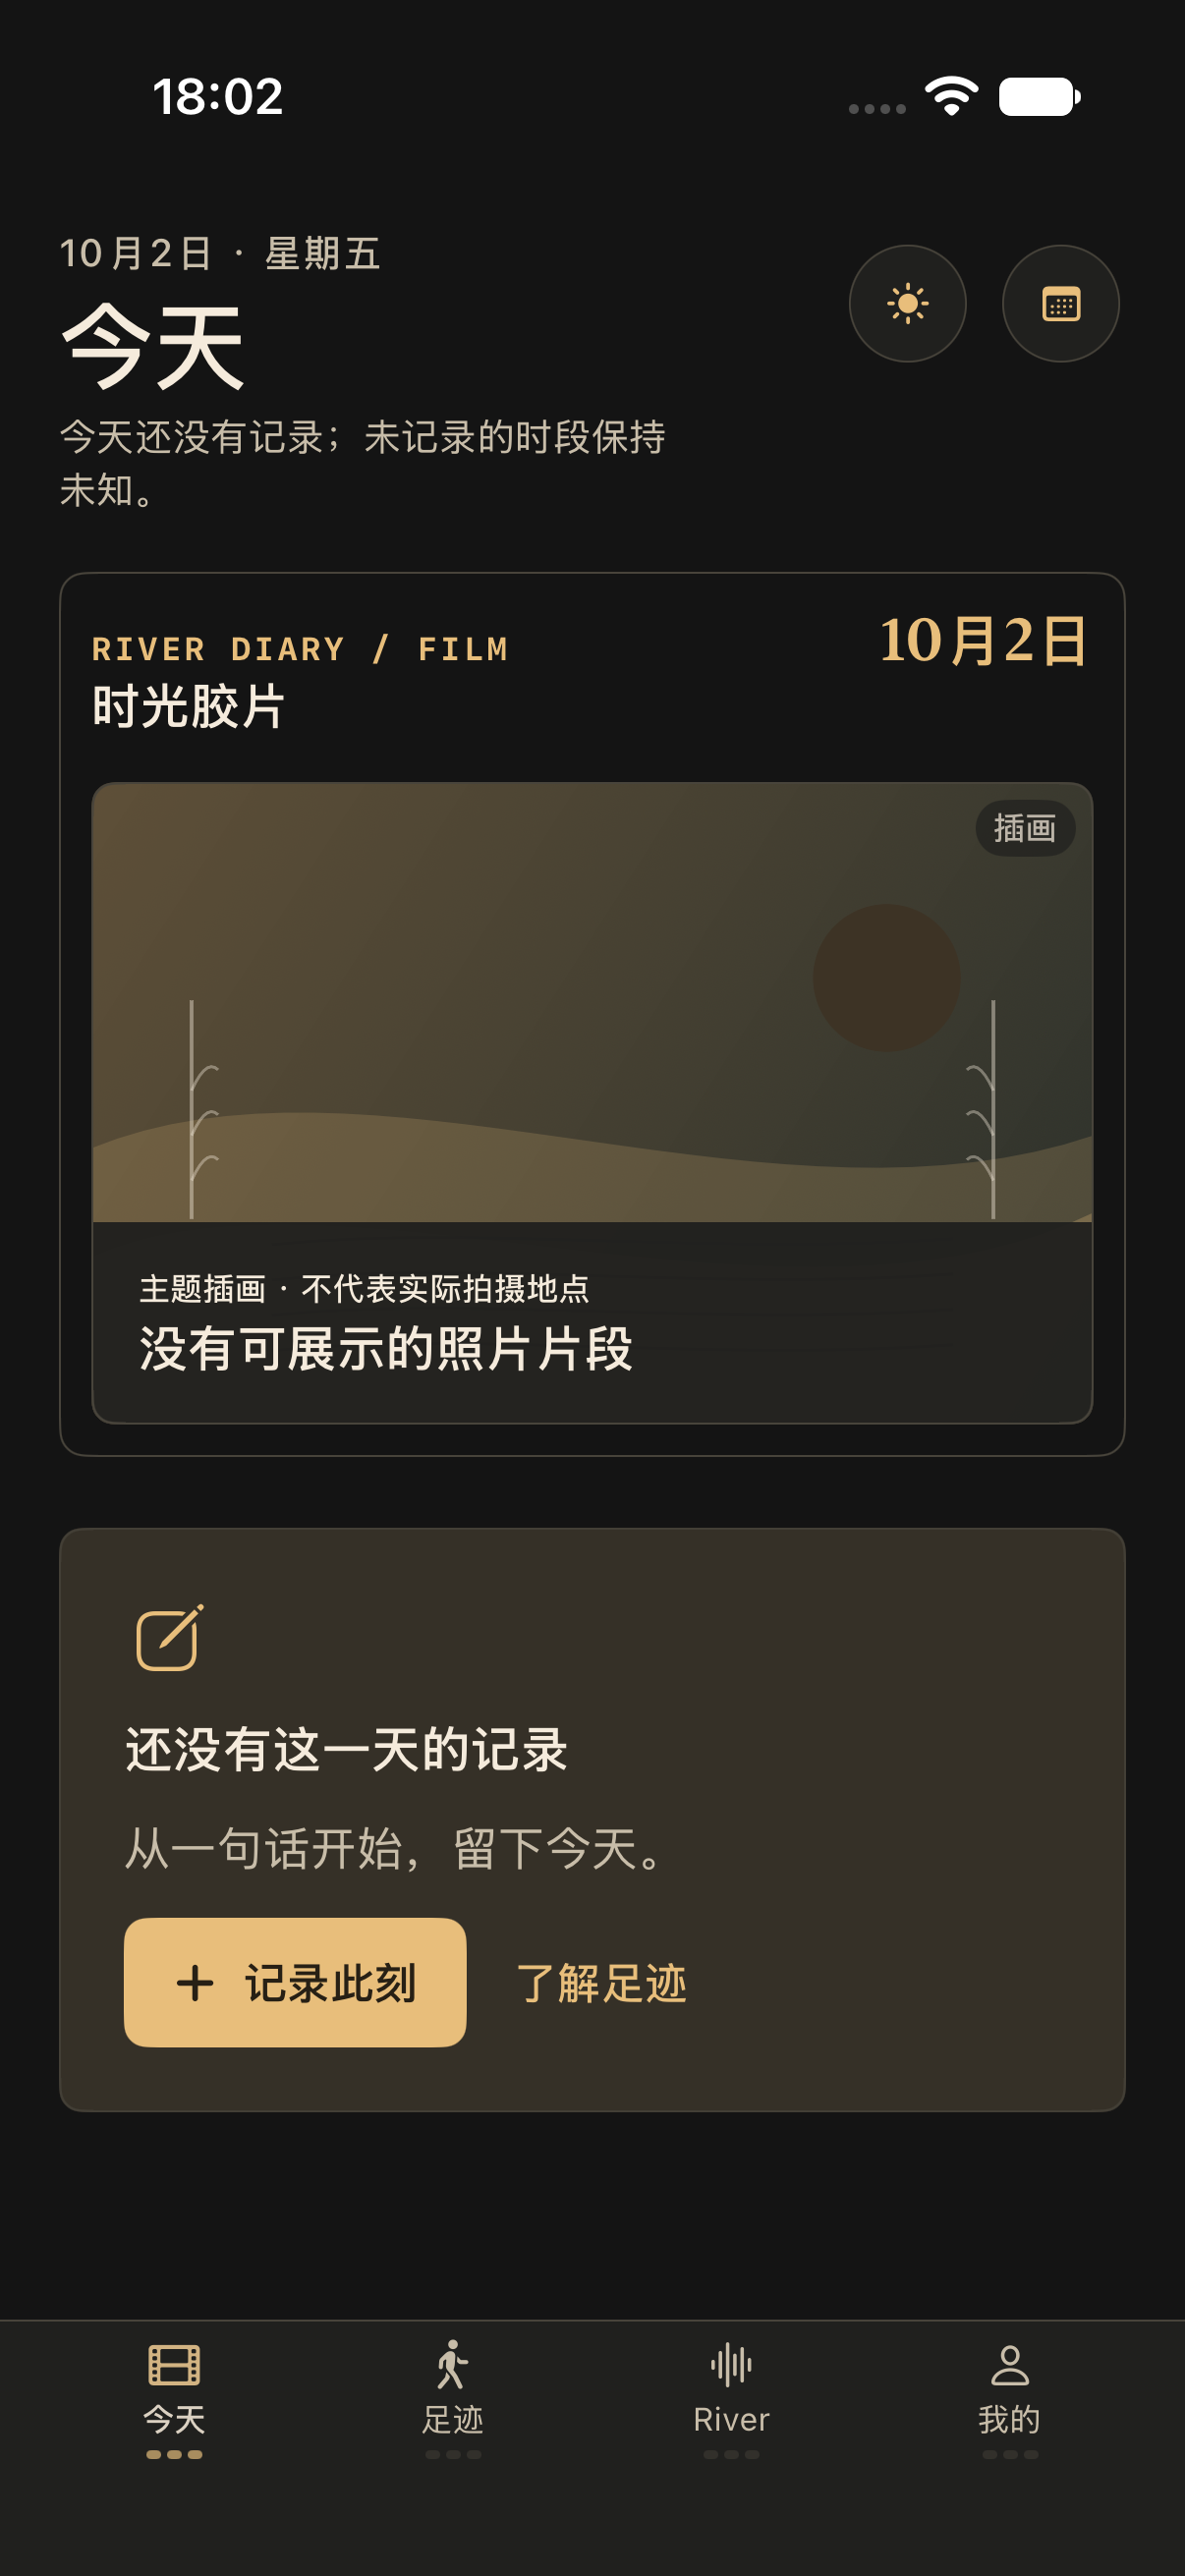 18:02
10月2日 · 星期五
今天
今天还没有记录；未记录的时段保持
未知。
RIVER DIARY / FILM
10月2日
时光胶片
插画
主题插画 · 不代表实际拍摄地点
没有可展示的照片片段
还没有这一天的记录
从一句话开始，留下今天。
记录此刻
了解足迹
今天
足迹
River
我的